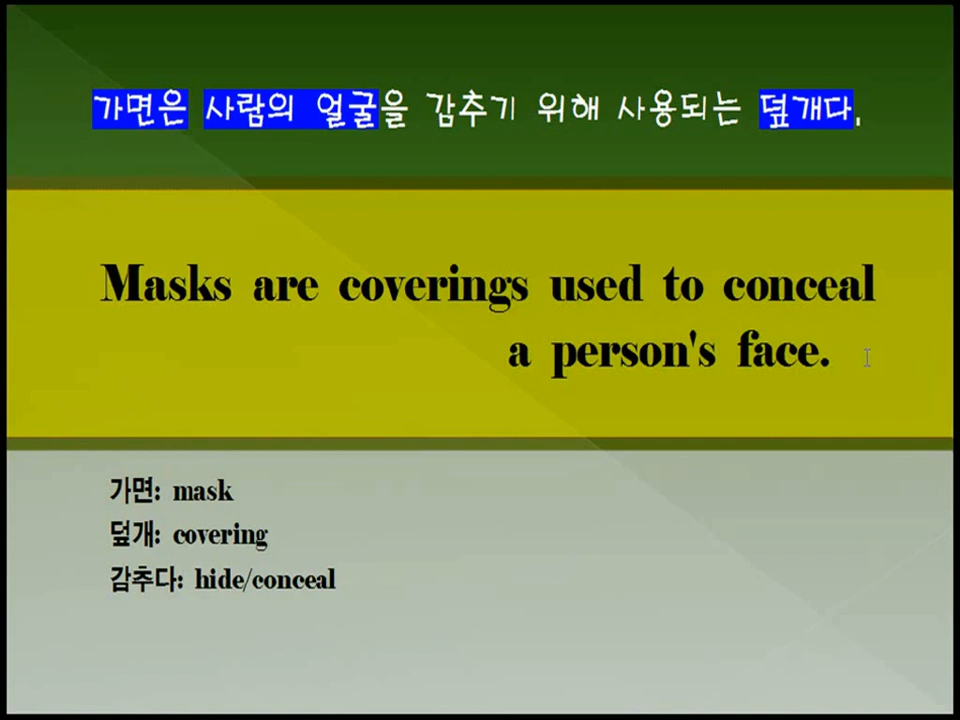 가면은 사람의 얼굴을 감추기 위해 사용되는 덮개다.
Masks are coverings used to conceal
a person's face.
가면: mask
덮개: covering
감추다: hide/conceal